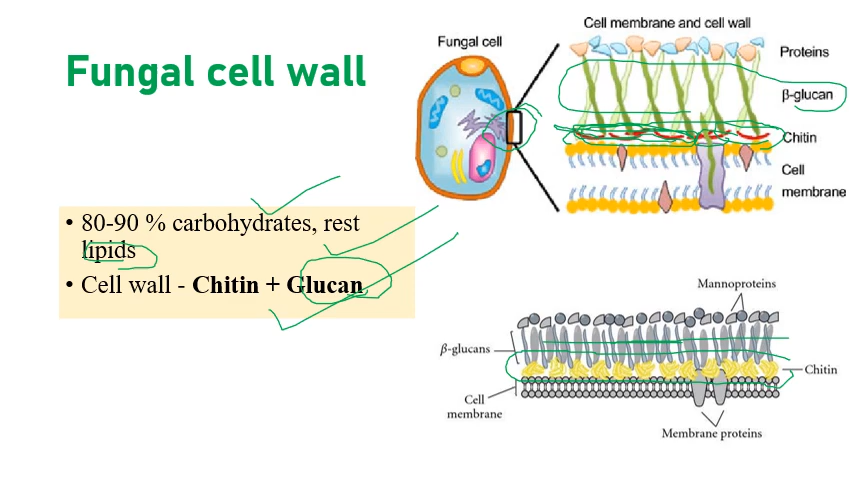 Fungal cell wall
• 80-90 % carbohydrates, rest
lipids
• Cell wall - Chitin + Glucan
Cell membrane and cell wall
Fungal cell
Proteins
β-glucan
Chitin
Cell
membrane
Mannoproteins
β-glucans
Chitin
Cell
membrane
Membrane proteins